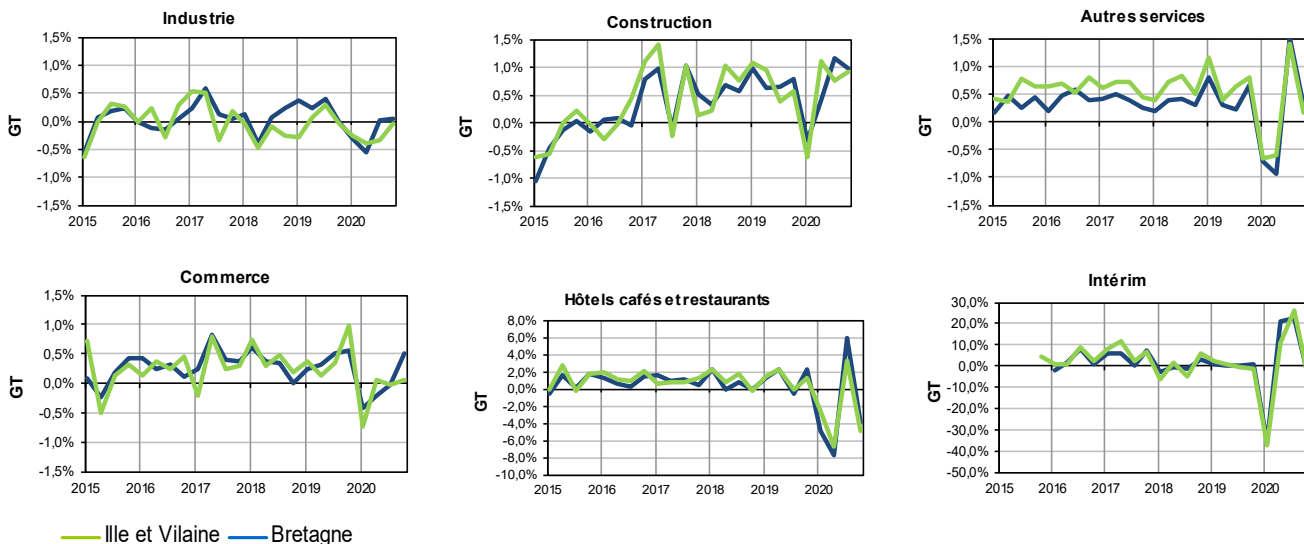 Industrie
1,5%
1,0%
0,5%
0,0%
-0,5%
-1,0%
-1,5%
GT
2015 2016 2017 2018 2019 2020
Construction
1,5%
1,0%
0,5%
0,0%
-0,5%
-1,0%
-1,5%
GT
2015 2016 2017 2018 2019 2020
Autres services
1,5%
1,0%
0,5%
0,0%
-0,5%
-1,0%
-1,5%
GT
2015 2016 2017 2018 2019 2020
Commerce
1,5%
1,0%
0,5%
0,0%
-0,5%
-1,0%
-1,5%
GT
2015 2016 2017 2018 2019 2020
Hôtels cafés et restaurants
8,0%
6,0%
4,0%
2,0%
0,0%
-2,0%
-4,0%
-6,0%
-8,0%
-10,0%
GT
2015 2016 2017 2018 2019 2020
Intérim
30,0%
20,0%
10,0%
0,0%
-10,0%
-20,0%
-30,0%
-40,0%
-50,0%
GT
2015 2016 2017 2018 2019 2020
Ille et Vilaine Bretagne